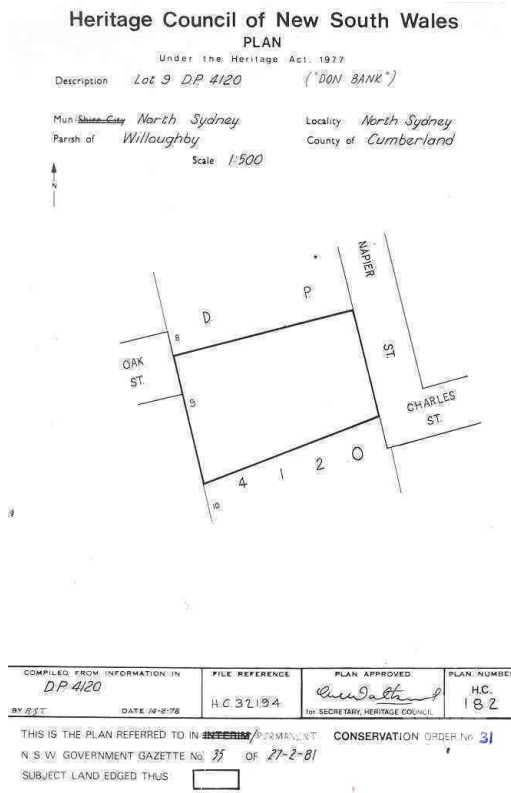 Heritage Council of New South Wales
PLAN
Under the Heritage Act, 1977
Description Lot 9 D.P. 4120 ("DON BANK")
Mun Shire City North Sydney Locality North Sydney
Parish of Willoughby County of Cumberland
Scale 1:500
N
NAPIER
ST.
D. P.
8
OAK
ST.
9
CHARLES
ST.
4 1 2 0
10
COMPILED FROM INFORMATION IN
D.P. 4120
BY R.S.T. DATE 14-8-78
FILE REFERENCE
H.C. 32194
PLAN APPROVED
for SECRETARY, HERITAGE COUNCIL
PLAN NUMBER
H.C.
182
THIS IS THE PLAN REFERRED TO IN INTERIM/PERMANENT CONSERVATION ORDER No 31
N.S.W GOVERNMENT GAZETTE No. 35 OF 27-2-81
SUBJECT LAND EDGED THUS